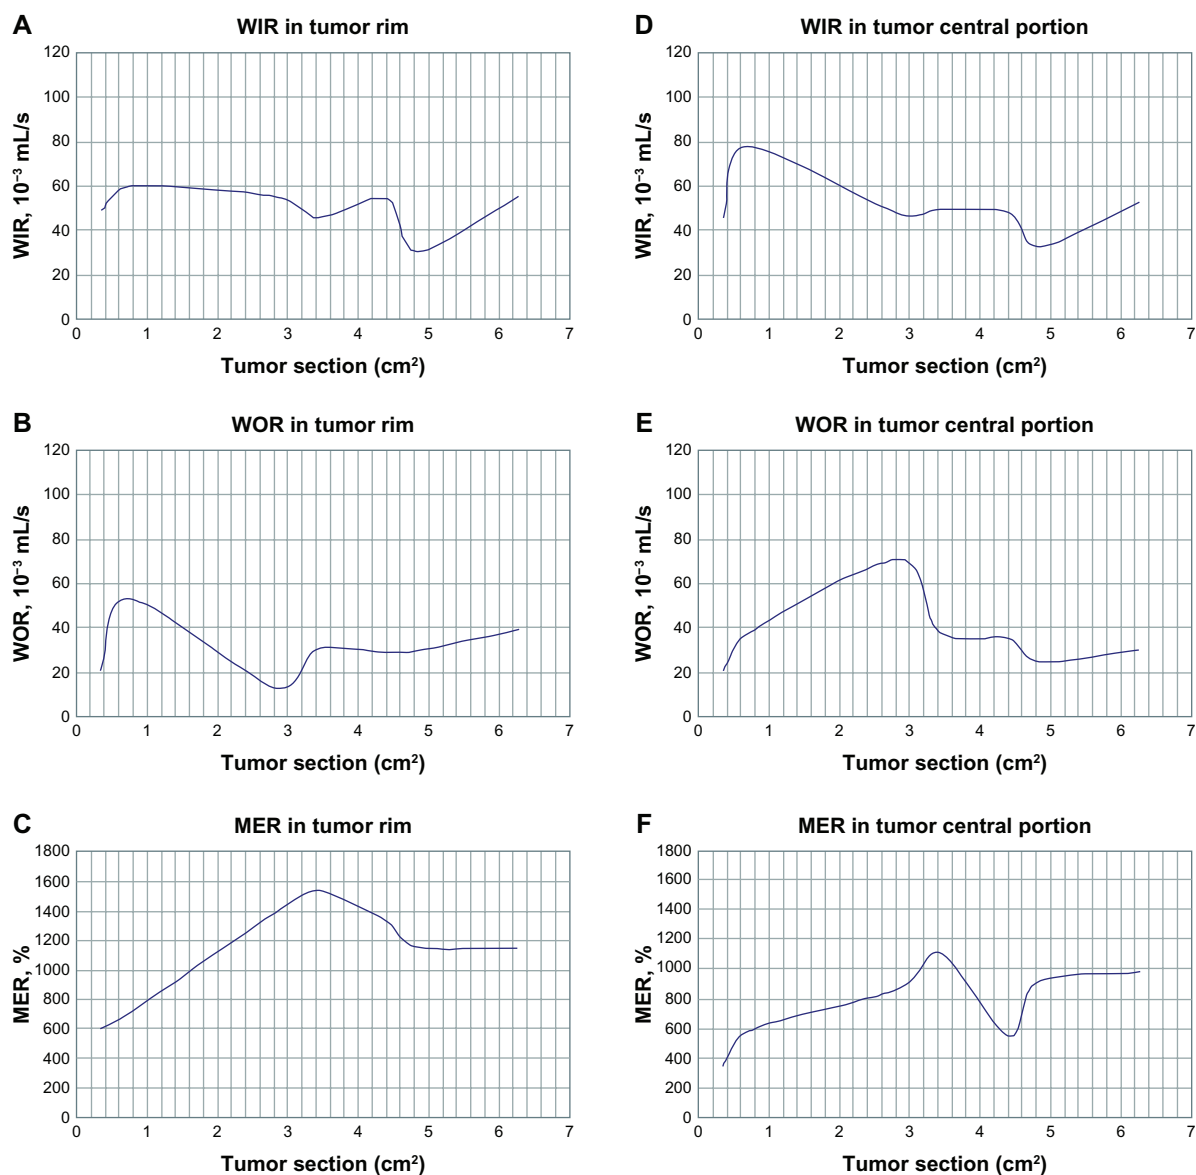 A
WIR in tumor rim
WIR, 10⁻³ mL/s
120
100
80
60
40
20
0
0 1 2 3 4 5 6 7
Tumor section (cm²)
D
WIR in tumor central portion
WIR, 10⁻³ mL/s
120
100
80
60
40
20
0
0 1 2 3 4 5 6 7
Tumor section (cm²)
B
WOR in tumor rim
WOR, 10⁻³ mL/s
120
100
80
60
40
20
0
0 1 2 3 4 5 6 7
Tumor section (cm²)
E
WOR in tumor central portion
WOR, 10⁻³ mL/s
120
100
80
60
40
20
0
0 1 2 3 4 5 6 7
Tumor section (cm²)
C
MER in tumor rim
MER, %
1800
1600
1400
1200
1000
800
600
400
200
0
0 1 2 3 4 5 6 7
Tumor section (cm²)
F
MER in tumor central portion
MER, %
1800
1600
1400
1200
1000
800
600
400
200
0
0 1 2 3 4 5 6 7
Tumor section (cm²)